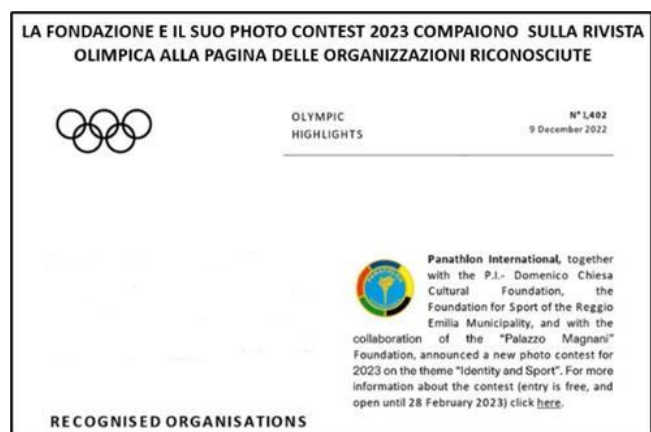 LA FONDAZIONE E IL SUO PHOTO CONTEST 2023 COMPAIONO SULLA RIVISTA
OLIMPICA ALLA PAGINA DELLE ORGANIZZAZIONI RICONOSCIUTE
OLYMPIC
HIGHLIGHTS
N° 1,402
9 December 2022
Panathlon International, together
with the P.I.- Domenico Chiesa
Cultural Foundation, the
Foundation for Sport of the Reggio
Emilia Municipality, and with the
collaboration of the "Palazzo Magnani"
Foundation, announced a new photo contest for
2023 on the theme "Identity and Sport". For more
information about the contest (entry is free, and
open until 28 February 2023) click here.
RECOGNISED ORGANISATIONS